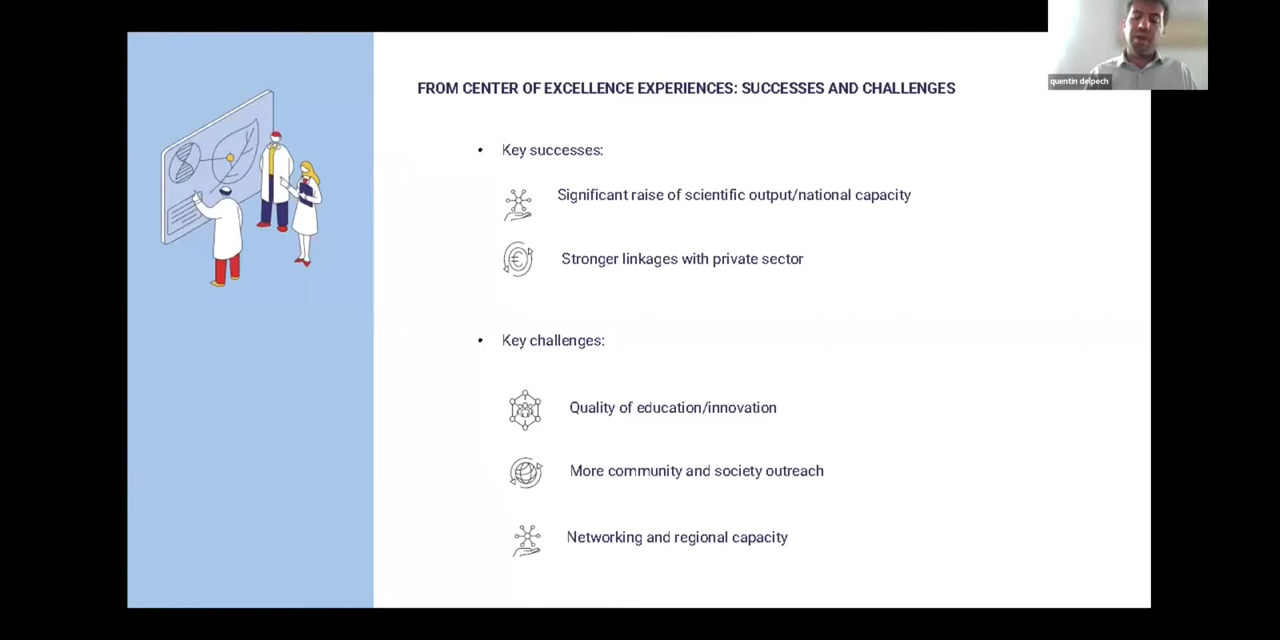 quentin delpech
FROM CENTER OF EXCELLENCE EXPERIENCES: SUCCESSES AND CHALLENGES
• Key successes:
Significant raise of scientific output/national capacity
Stronger linkages with private sector
• Key challenges:
Quality of education/innovation
More community and society outreach
Networking and regional capacity